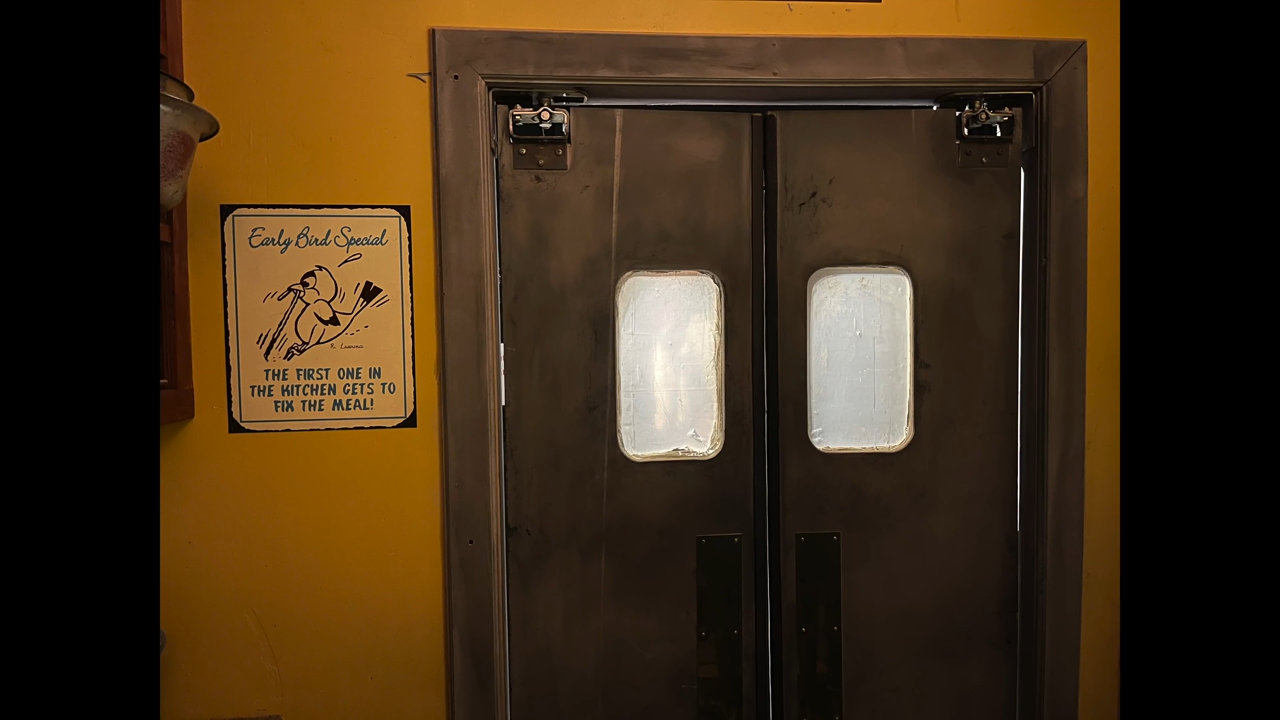 Early Bird Special
THE FIRST ONE IN
THE KITCHEN GETS TO
FIX THE MEAL!